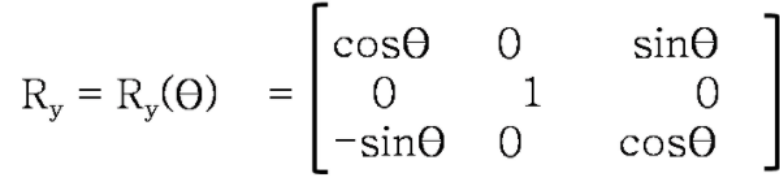 cosθ 0 sinθ
R_y = R_y(θ) = 0 1 0
-sinθ 0 cosθ